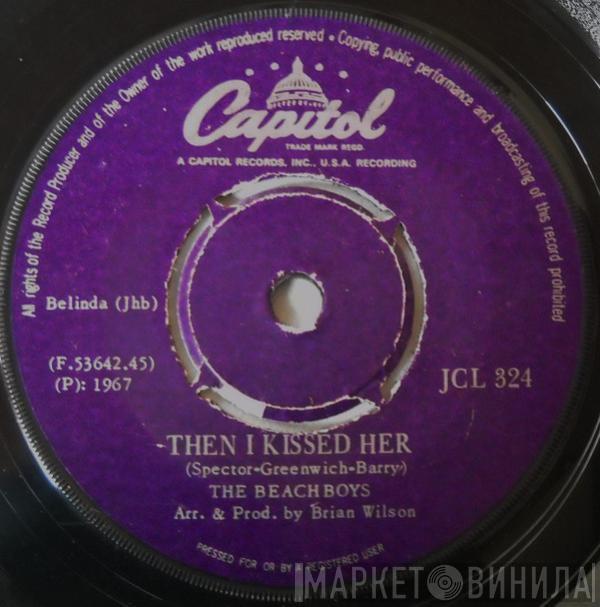 All rights of the Record Producer and of the Owner of the work reproduced reserved • Copying, public performance and broadcasting of this record prohibited
Capitol
TRADE MARK REGD.
A CAPITOL RECORDS, INC., U.S.A. RECORDING
Belinda (Jhb)
(F.53642.45)
(P): 1967
JCL 324
THEN I KISSED HER
(Spector-Greenwich-Barry)
THE BEACH BOYS
Arr. & Prod. by Brian Wilson
PRESSED FOR OR BY A REGISTERED USER
МАРКЕТ ВИНИЛА